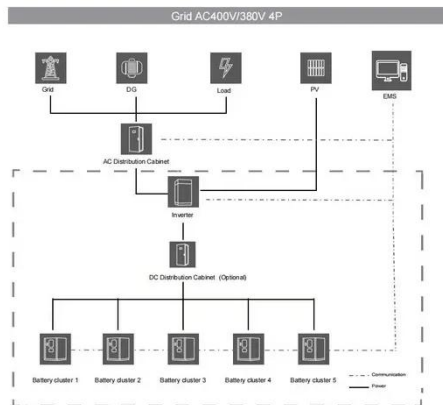 Grid AC400V/380V 4P
Grid
DG
Load
PV
EMS
AC Distribution Cabinet
Inverter
DC Distribution Cabinet (Optional)
Battery cluster 1
Battery cluster 2
Battery cluster 3
Battery cluster 4
Battery cluster 5
Communitation
Power